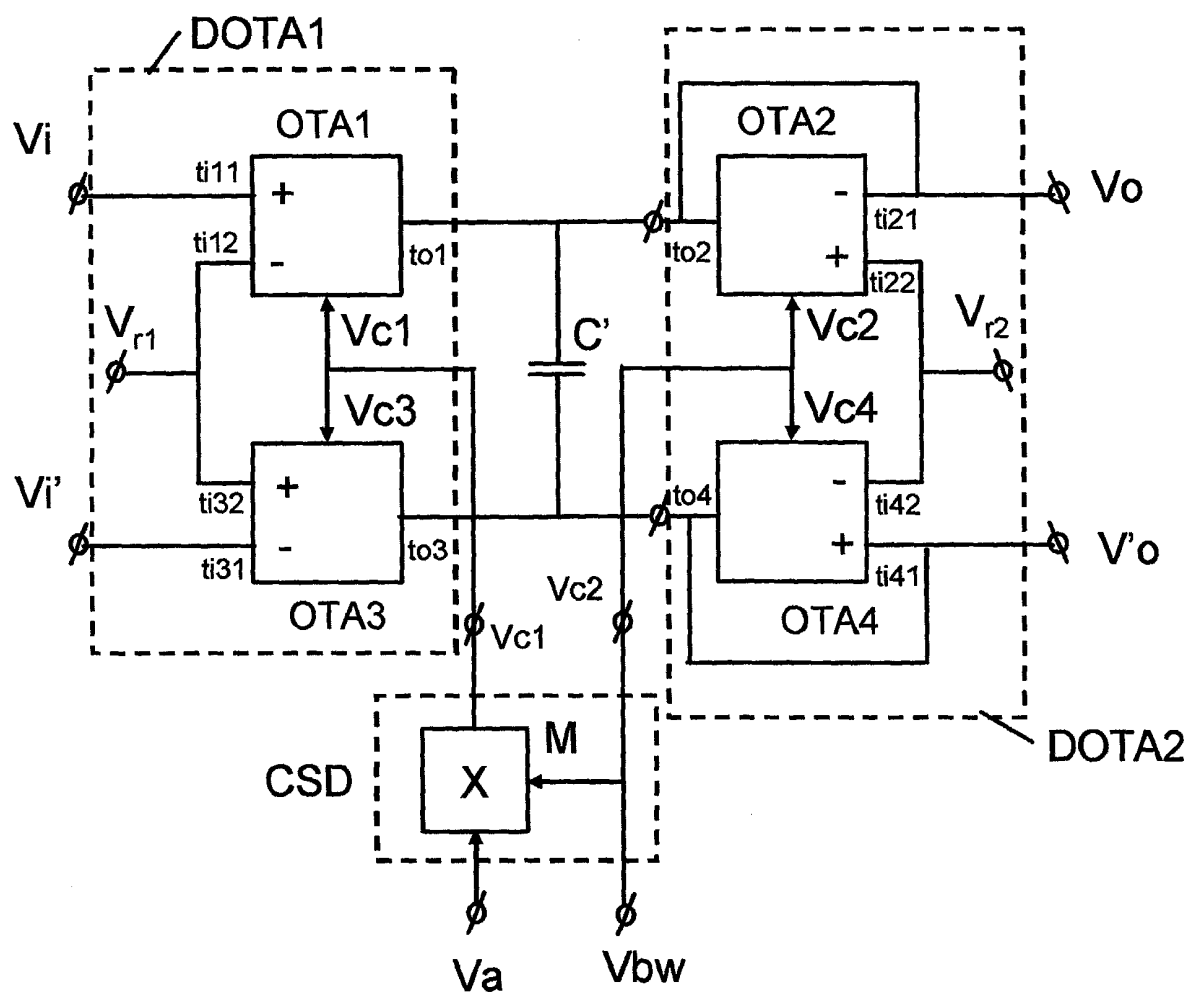 DOTA1
OTA1
OTA2
Vi
ti11
+
-
Vo
ti12
-
to1
to2
ti21
+
ti22
Vr1
Vc1
C'
Vc2
Vr2
Vc3
Vc4
Vi'
ti32
+
to4
-
ti42
-
ti31
to3
+
ti41
V'o
OTA3
Vc1
Vc2
OTA4
M
CSD
X
DOTA2
Va
Vbw